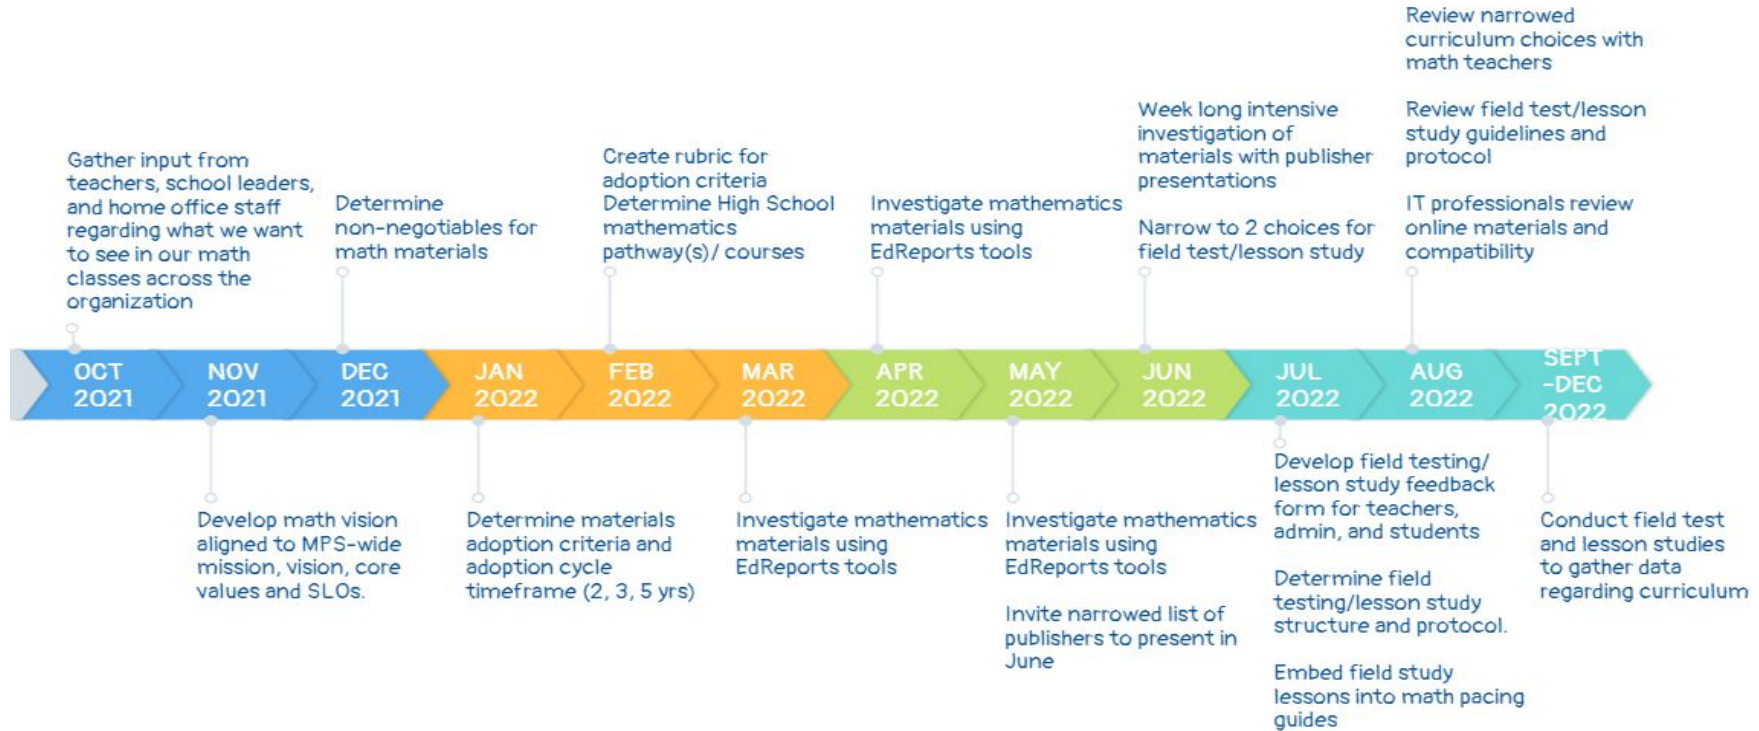 Gather input from
teachers, school leaders,
and home office staff
regarding what we want
to see in our math
classes across the
organization
Determine
non-negotiables for
math materials
Create rubric for
adoption criteria
Determine High School
mathematics
pathway(s)/ courses
Investigate mathematics
materials using
EdReports tools
Week long intensive
investigation of
materials with publisher
presentations
Narrow to 2 choices for
field test/lesson study
Review narrowed
curriculum choices with
math teachers
Review field test/lesson
study guidelines and
protocol
IT professionals review
online materials and
compatibility
OCT
2021
NOV
2021
DEC
2021
JAN
2022
FEB
2022
MAR
2022
APR
2022
MAY
2022
JUN
2022
JUL
2022
AUG
2022
SEPT
-DEC
2022
Develop math vision
aligned to MPS-wide
mission, vision, core
values and SLOs.
Determine materials
adoption criteria and
adoption cycle
timeframe (2, 3, 5 yrs)
Investigate mathematics
materials using
EdReports tools
Investigate mathematics
materials using
EdReports tools
Invite narrowed list of
publishers to present in
June
Develop field testing/
lesson study feedback
form for teachers,
admin, and students
Determine field
testing/lesson study
structure and protocol.
Embed field study
lessons into math pacing
guides
Conduct field test
and lesson studies
to gather data
regarding curriculum